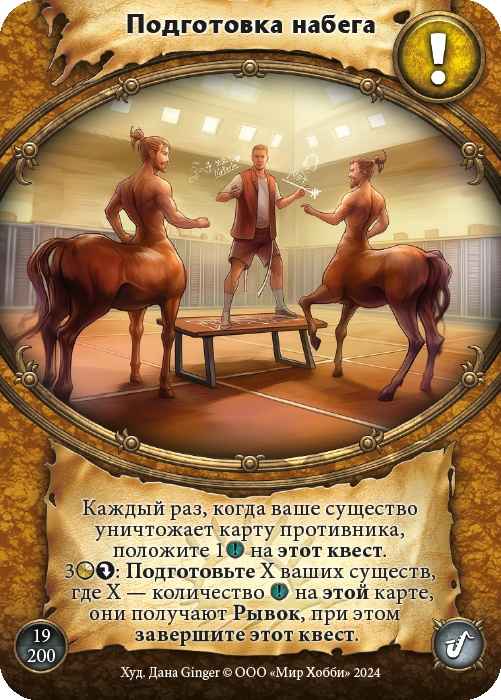 Подготовка набега
!
Каждый раз, когда ваше существо
уничтожает карту противника,
положите 1 на этот квест.
3: Подготовьте X ваших существ,
где X — количество на этой карте,
они получают Рывок, при этом
завершите этот квест.
19
200
Худ. Дана Ginger © ООО «Мир Хобби» 2024